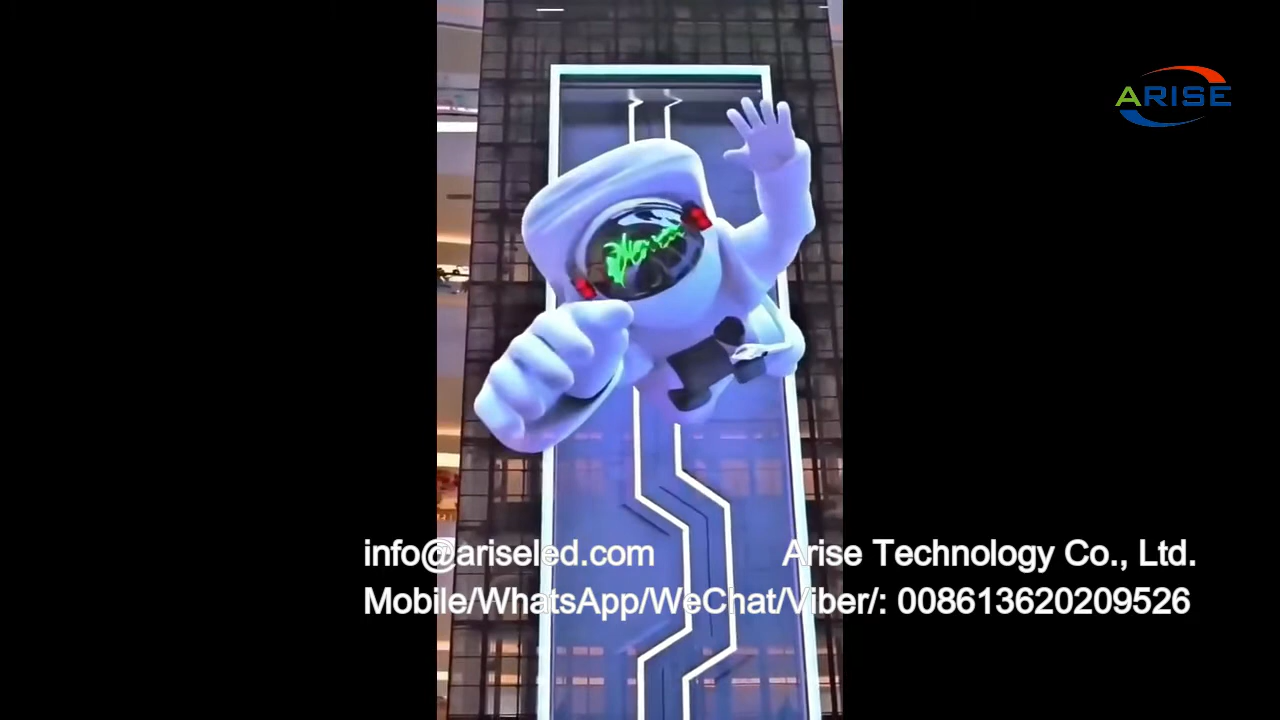 ARISE
info@ariseled.com Arise Technology Co., Ltd.
Mobile/WhatsApp/WeChat/Viber/: 008613620209526